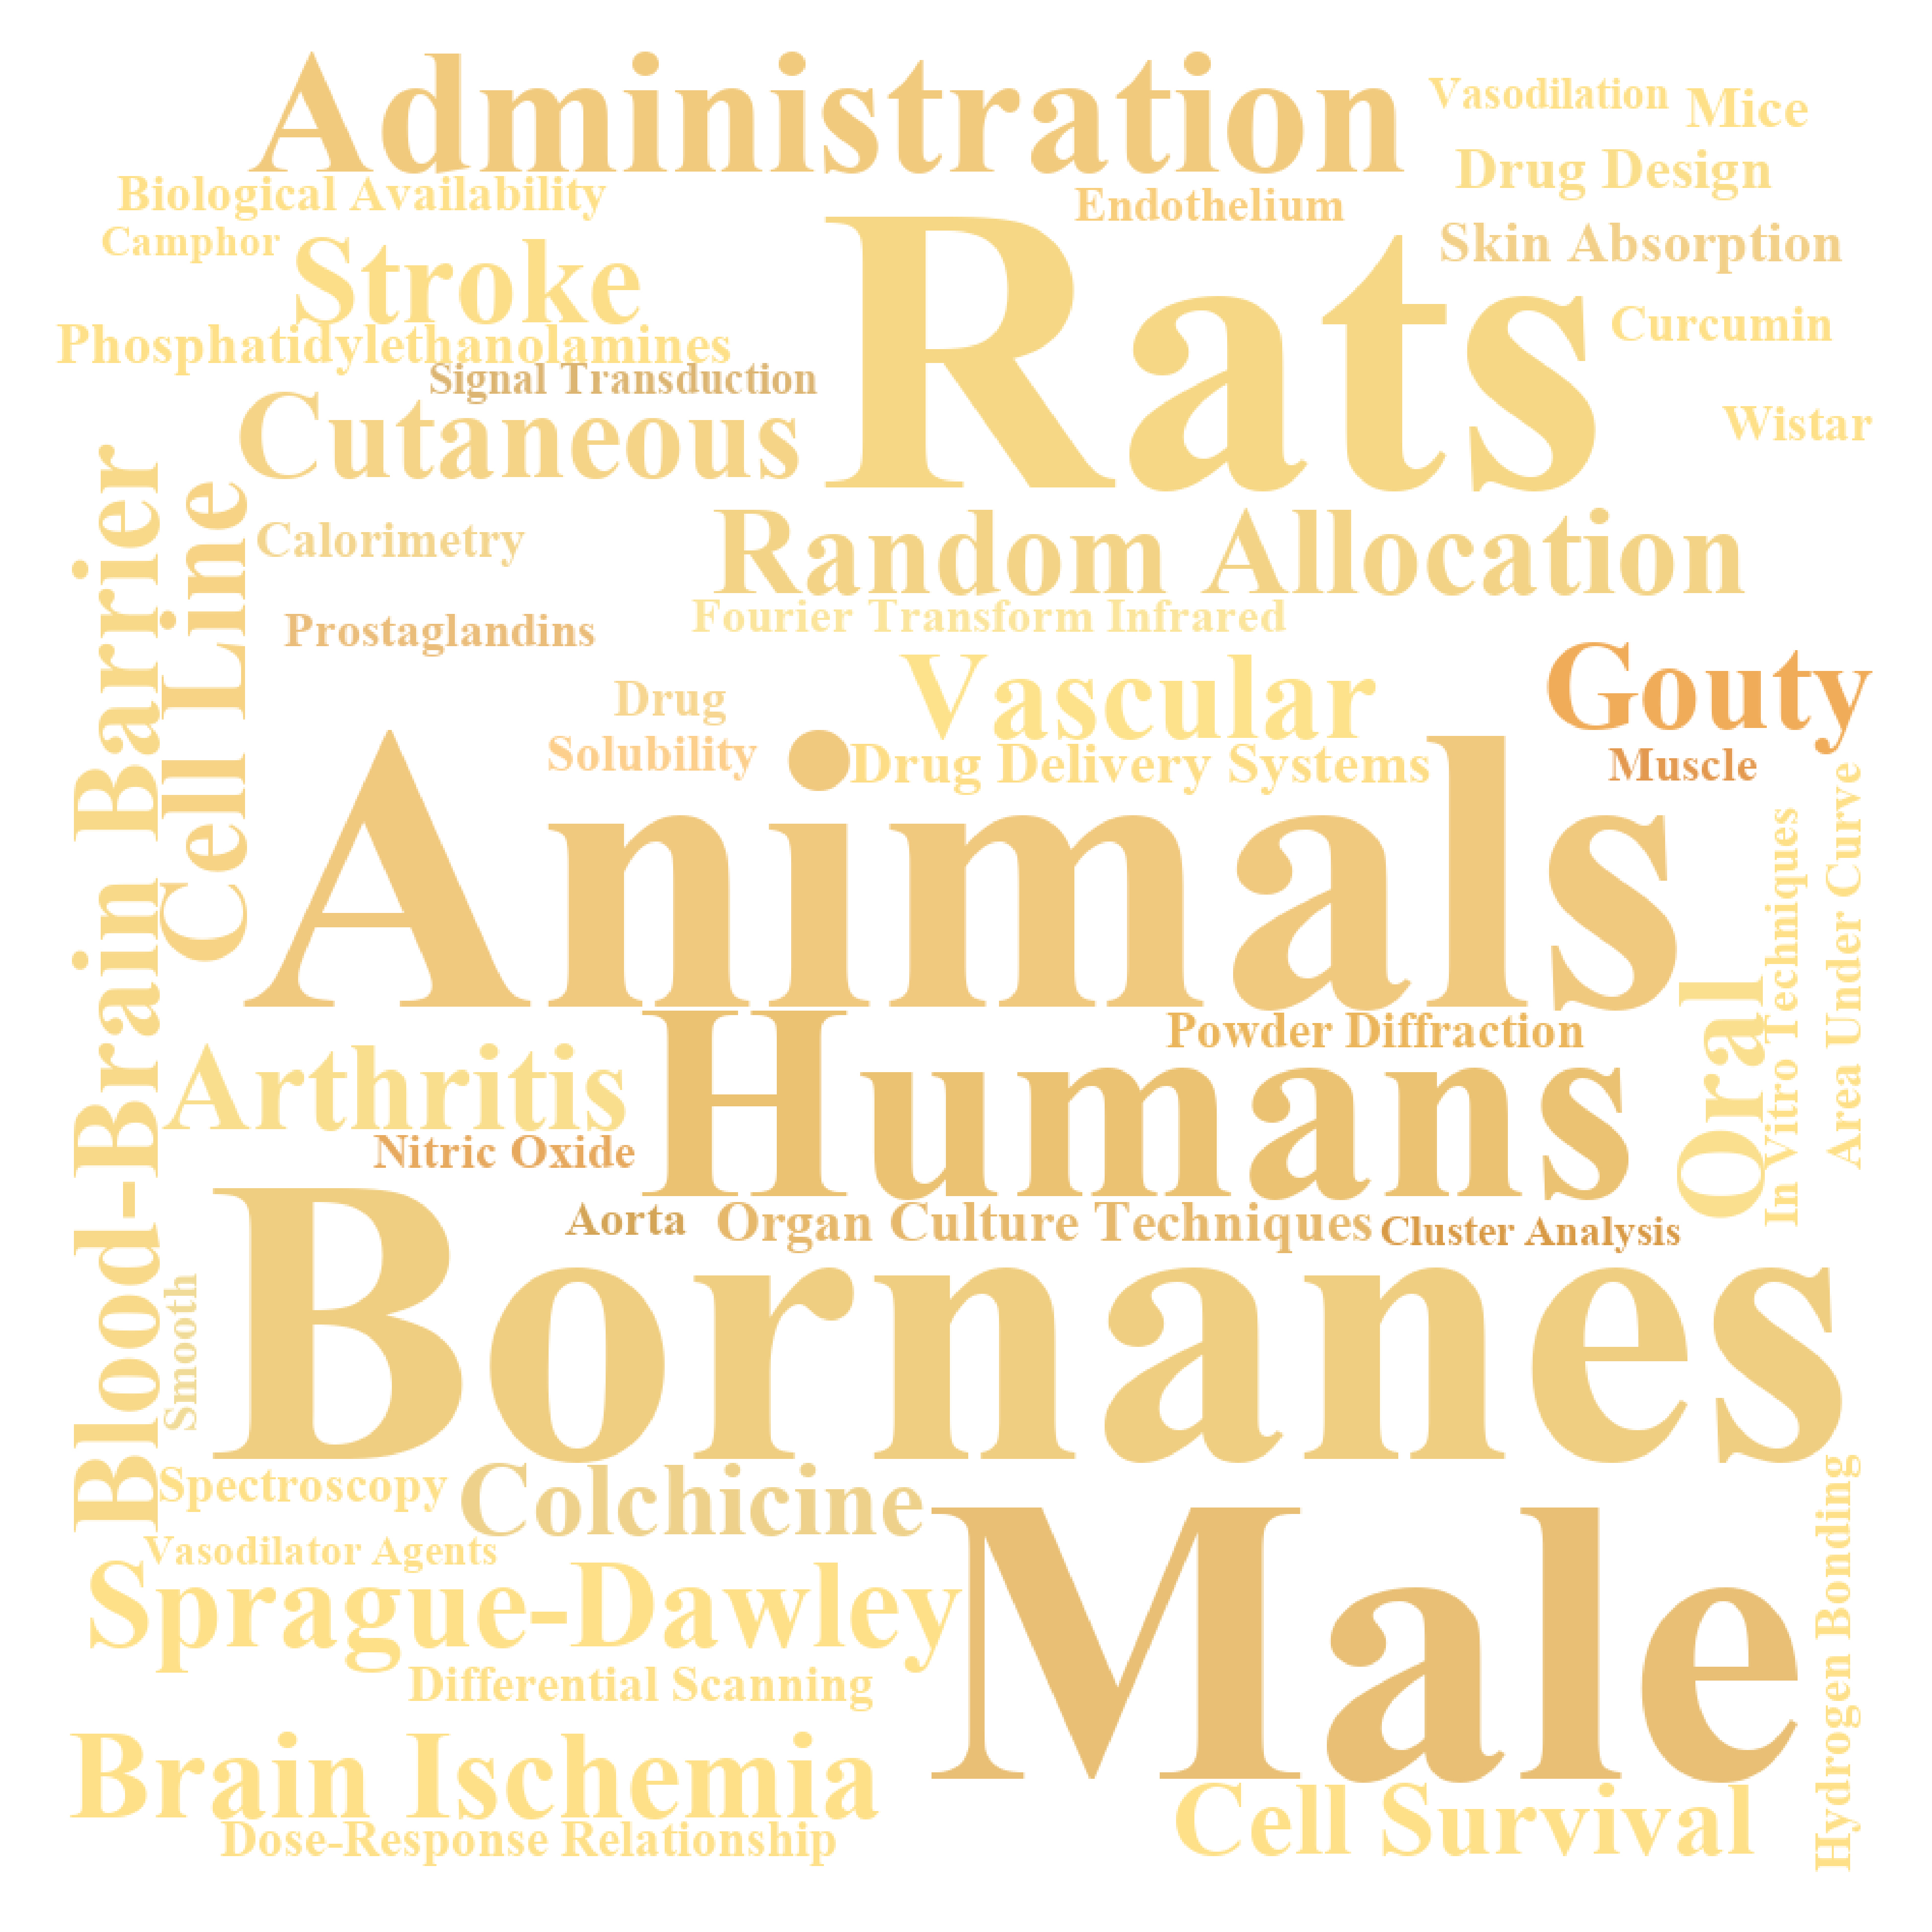 Administration
Vasodilation
Mice
Drug Design
Biological Availability
Endothelium
Camphor
Stroke
Rats
Skin Absorption
Phosphatidylethanolamines
Curcumin
Signal Transduction
Cutaneous
Wistar
Blood-Brain Barrier
Cell Line
Calorimetry
Random Allocation
Prostaglandins
Fourier Transform Infrared
Drug
Vascular
Gouty
Solubility
Drug Delivery Systems
Muscle
Animals
In Vitro Techniques
Area Under Curve
Oral
Humans
Powder Diffraction
Arthritis
Nitric Oxide
Aorta
Organ Culture Techniques
Cluster Analysis
Smooth
Bornanes
Spectroscopy
Colchicine
Hydrogen Bonding
Vasodilator Agents
Sprague-Dawley
Male
Differential Scanning
Brain Ischemia
Cell Survival
Dose-Response Relationship